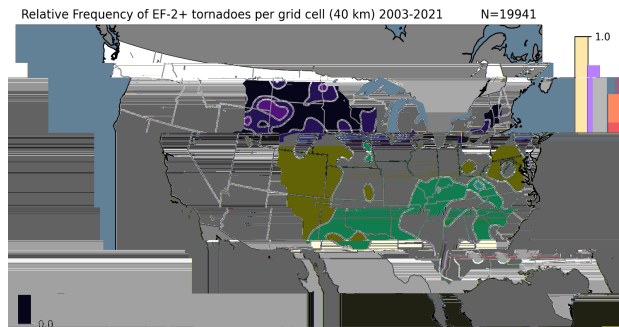 Relative Frequency of EF-2+ tornadoes per grid cell (40 km) 2003-2021 N=19941
1.0
0.0